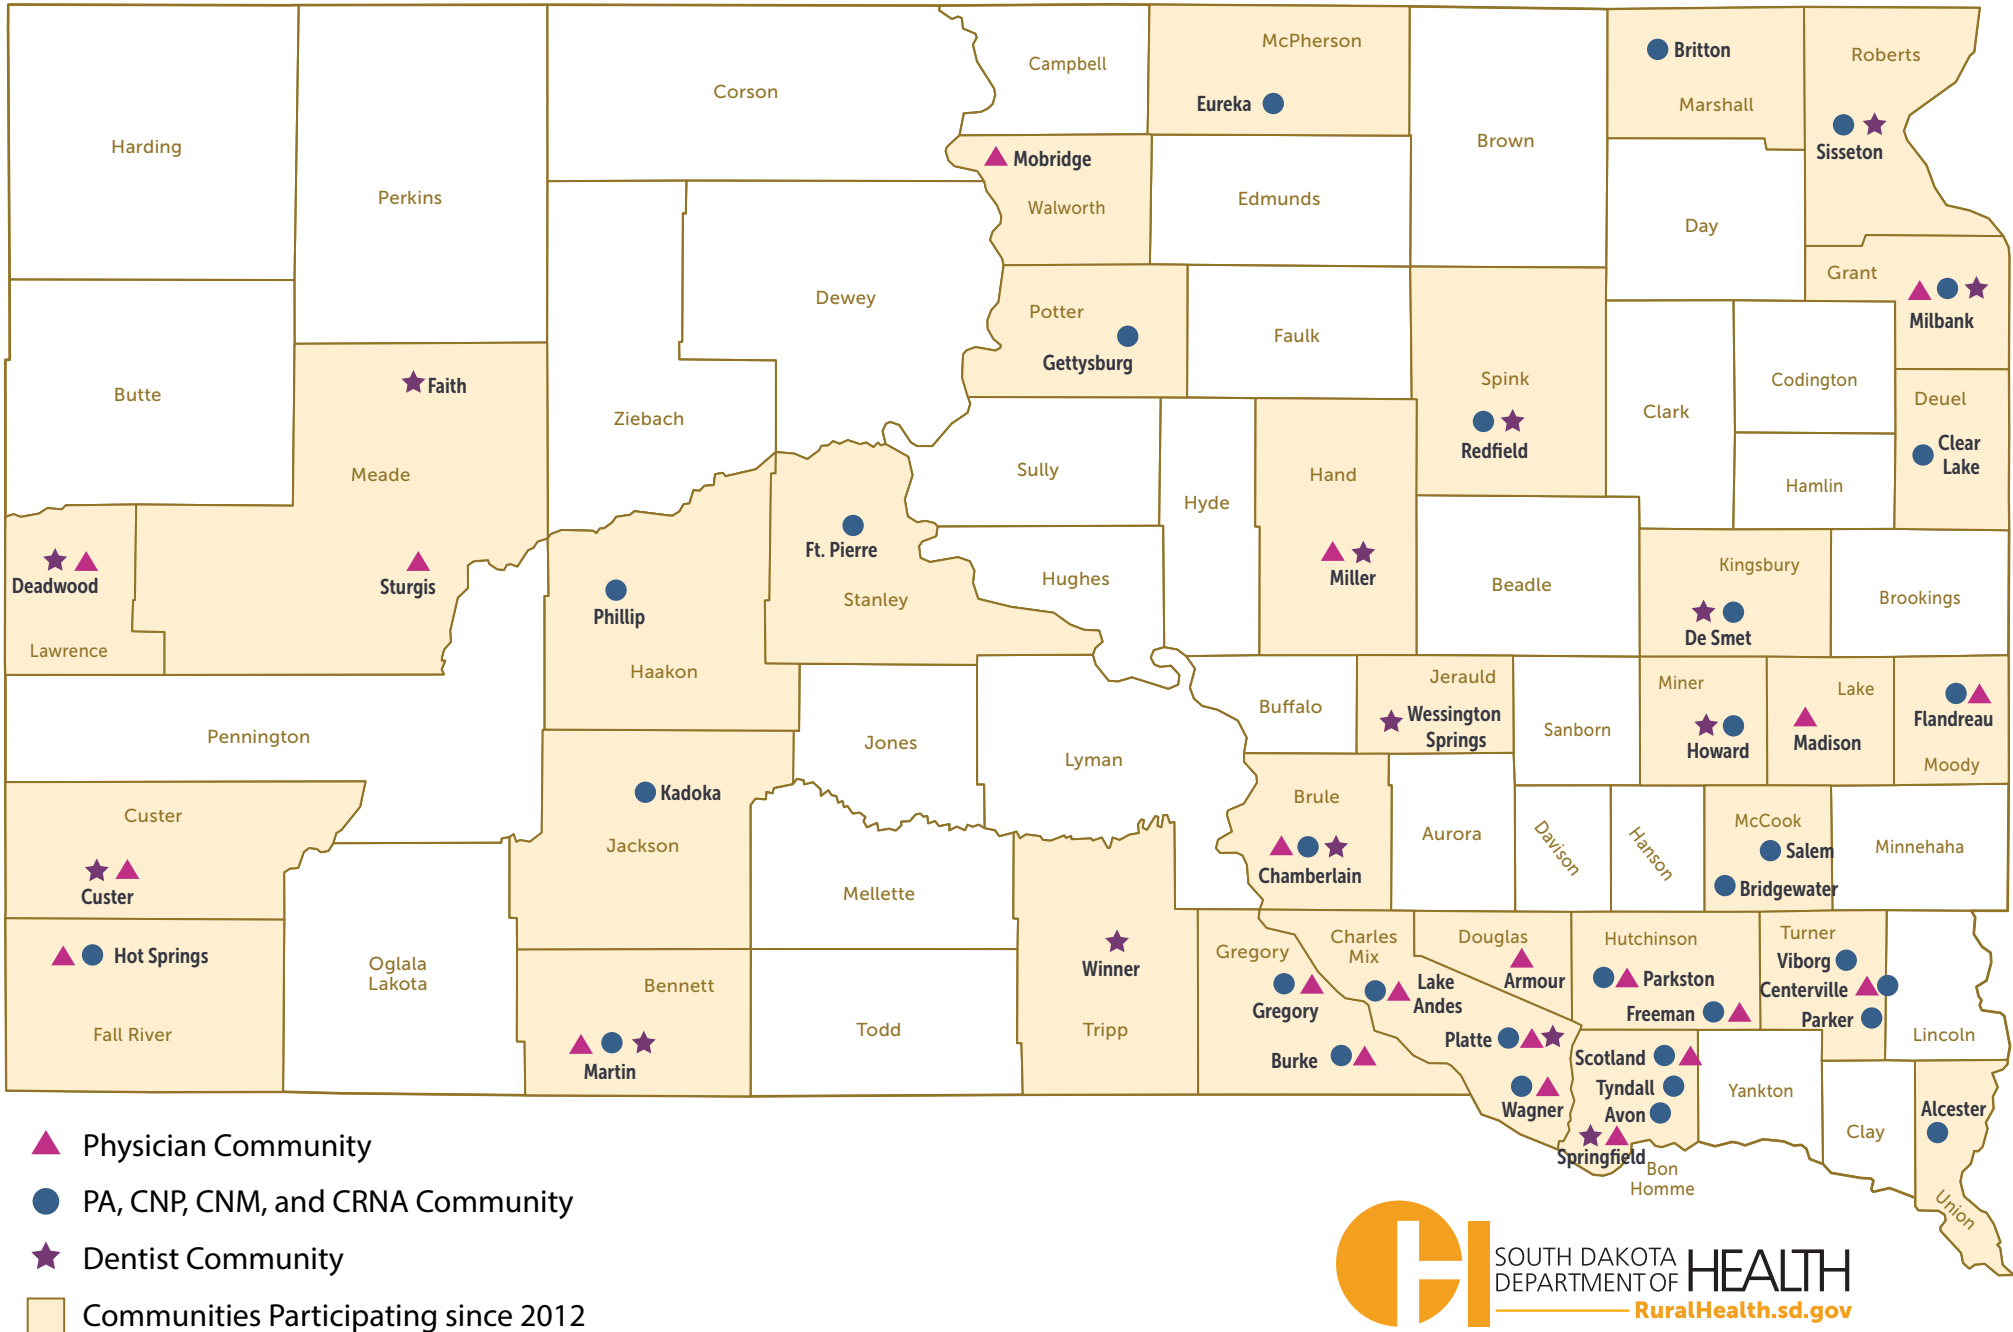 McPherson
Campbell
Eureka
Britton
Marshall
Roberts
Sisseton
Corson
Harding
Perkins
Mobridge
Walworth
Edmunds
Brown
Day
Grant
Milbank
Dewey
Potter
Gettysburg
Faulk
Spink
Redfield
Clark
Codington
Deuel
Clear
Lake
Hamlin
Butte
Faith
Meade
Ziebach
Sully
Hyde
Hand
Miller
Beadle
Kingsbury
De Smet
Brookings
Deadwood
Lawrence
Sturgis
Phillip
Haakon
Ft. Pierre
Stanley
Hughes
Buffalo
Jerauld
Wessington
Springs
Sanborn
Miner
Howard
Lake
Madison
Flandreau
Moody
Pennington
Jones
Lyman
Custer
Custer
Kadoka
Jackson
Mellette
Brule
Chamberlain
Aurora
Davison
Hanson
McCook
Salem
Bridgewater
Minnehaha
Hot Springs
Fall River
Oglala
Lakota
Bennett
Martin
Todd
Winner
Tripp
Gregory
Gregory
Burke
Charles
Mix
Lake
Andes
Platte
Wagner
Douglas
Armour
Hutchinson
Parkston
Freeman
Turner
Viborg
Centerville
Parker
Lincoln
Scotland
Tyndall
Avon
Springfield
Bon
Homme
Yankton
Clay
Alcester
Union
Physician Community
PA, CNP, CNM, and CRNA Community
Dentist Community
Communities Participating since 2012
SOUTH DAKOTA
DEPARTMENT OF HEALTH
RuralHealth.sd.gov